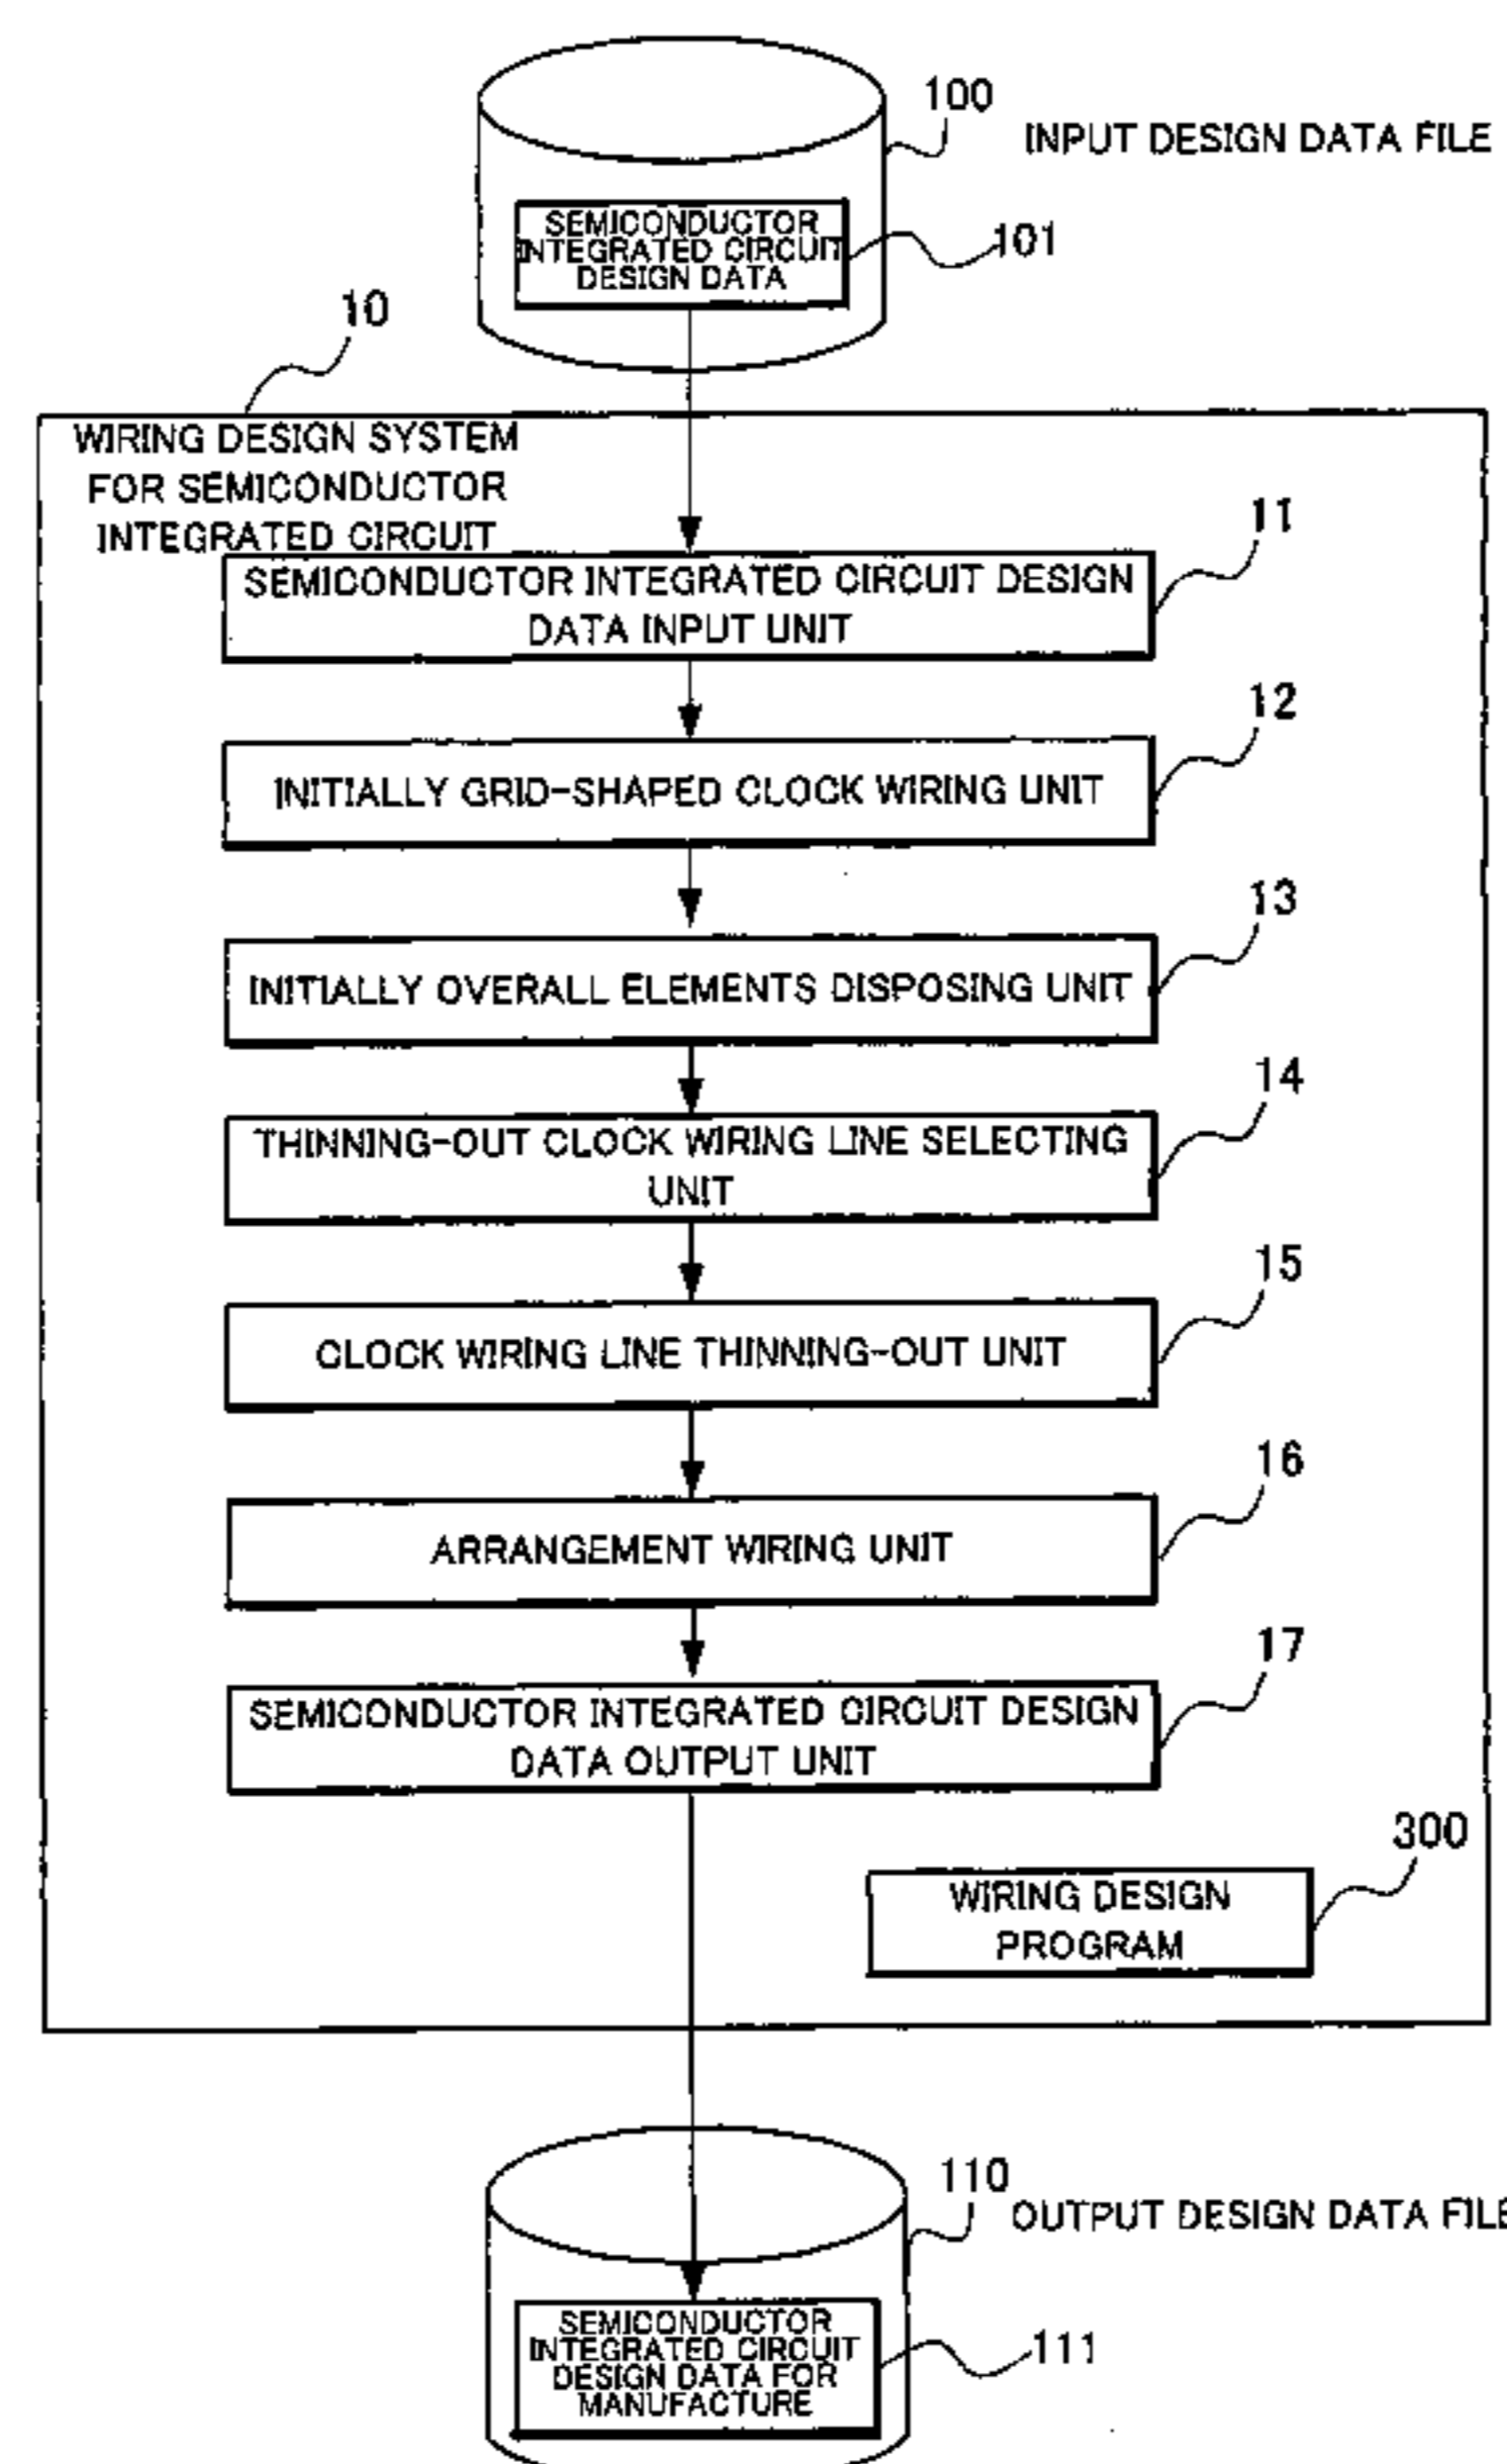 100
INPUT DESIGN DATA FILE
SEMICONDUCTOR
INTEGRATED CIRCUIT
DESIGN DATA
101
10
WIRING DESIGN SYSTEM
FOR SEMICONDUCTOR
INTEGRATED CIRCUIT
11
SEMICONDUCTOR INTEGRATED CIRCUIT DESIGN
DATA INPUT UNIT
12
INITIALLY GRID-SHAPED CLOCK WIRING UNIT
13
INITIALLY OVERALL ELEMENTS DISPOSING UNIT
14
THINNING-OUT CLOCK WIRING LINE SELECTING
UNIT
15
CLOCK WIRING LINE THINNING-OUT UNIT
16
ARRANGEMENT WIRING UNIT
17
SEMICONDUCTOR INTEGRATED CIRCUIT DESIGN
DATA OUTPUT UNIT
300
WIRING DESIGN
PROGRAM
110
OUTPUT DESIGN DATA FILE
SEMICONDUCTOR
INTEGRATED CIRCUIT
DESIGN DATA FOR
MANUFACTURE
111